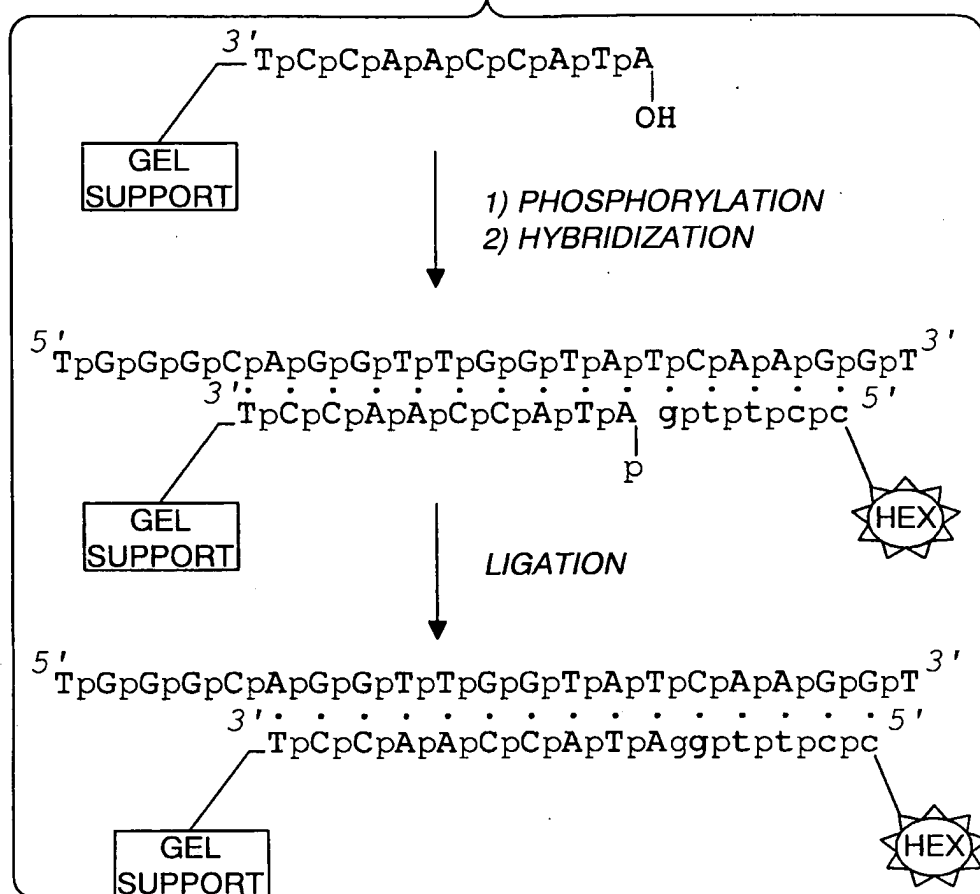 3'
TpCpCpApApCpCpApTpA
OH
GEL
SUPPORT
1) PHOSPHORYLATION
2) HYBRIDIZATION
5' TpGpGpGpCpApGpGpTpTpGpGpTpApTpCpApApGpGpT 3'
3' TpCpCpApApCpCpApTpA gptptpcpc 5'
p
GEL
SUPPORT
HEX
LIGATION
5' TpGpGpGpCpApGpGpTpTpGpGpTpApTpCpApApGpGpT 3'
3' TpCpCpApApCpCpApTpAggptptpcpc 5'
GEL
SUPPORT
HEX